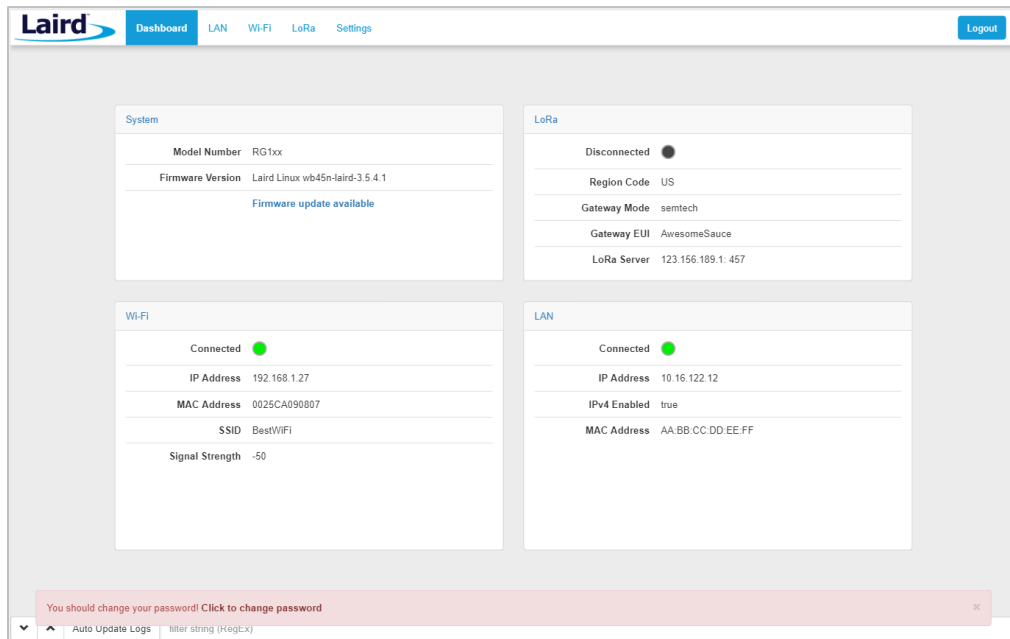 Laird™ Dashboard LAN Wi-Fi LoRa Settings Logout
System
Model Number RG1xx
Firmware Version Laird Linux wb45n-laird-3.5.4.1
Firmware update available
LoRa
Disconnected
Region Code US
Gateway Mode semtech
Gateway EUI AwesomeSauce
LoRa Server 123.156.189.1: 457
Wi-Fi
Connected
IP Address 192.168.1.27
MAC Address 0025CA090807
SSID BestWiFi
Signal Strength -50
LAN
Connected
IP Address 10.16.122.12
IPv4 Enabled true
MAC Address AA:BB:CC:DD:EE:FF
You should change your password! Click to change password ×
Auto Update Logs filter string (RegEx)